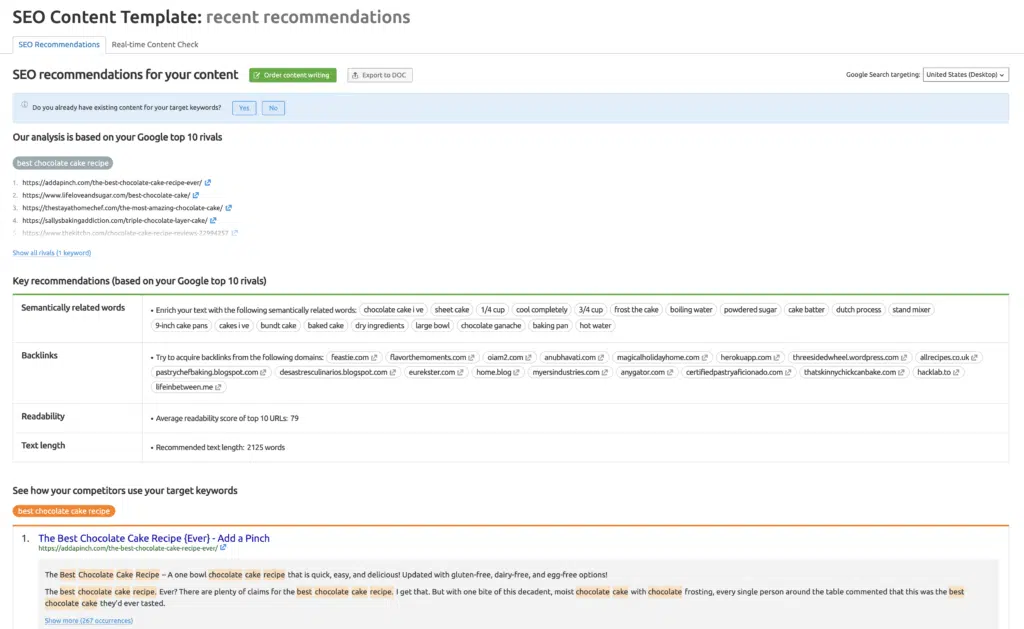 SEO Content Template: recent recommendations
SEO Recommendations Real-time Content Check
SEO recommendations for your content Order content writing Export to DOC Google Search targeting: United States (Desktop)
Do you already have existing content for your target keywords? Yes No
Our analysis is based on your Google top 10 rivals
best chocolate cake recipe
1. https://addapinch.com/the-best-chocolate-cake-recipe-ever/
2. https://www.lifeloveandsugar.com/best-chocolate-cake/
3. https://thestayathomechef.com/the-most-amazing-chocolate-cake/
4. https://sallysbakingaddiction.com/triple-chocolate-layer-cake/
5. https://www.thekitchn.com/chocolate-cake-recipe-reviews-22994257
Show all rivals (1 keyword)
Key recommendations (based on your Google top 10 rivals)
Semantically related words • Enrich your text with the following semantically related words: chocolate cake i ve sheet cake 1/4 cup cool completely 3/4 cup frost the cake boiling water powdered sugar cake batter dutch process stand mixer
9-inch cake pans cakes i ve bundt cake baked cake dry ingredients large bowl chocolate ganache baking pan hot water
Backlinks • Try to acquire backlinks from the following domains: feastie.com flavorthemoments.com oiam2.com anubhavati.com magicalholidayhome.com herokuapp.com threesidedwheel.wordpress.com allrecipes.co.uk
pastrychefbaking.blogspot.com desastresculinarios.blogspot.com eurekster.com home.blog myersindustries.com anygator.com certifiedpastryaficionado.com thatskinnychickcanbake.com hacklab.to
lifeinbetween.me
Readability • Average readability score of top 10 URLs: 79
Text length • Recommended text length: 2125 words
See how your competitors use your target keywords
best chocolate cake recipe
1. The Best Chocolate Cake Recipe {Ever} - Add a Pinch
https://addapinch.com/the-best-chocolate-cake-recipe-ever/
The Best Chocolate Cake Recipe – A one bowl chocolate cake recipe that is quick, easy, and delicious! Updated with gluten-free, dairy-free, and egg-free options!
The best chocolate cake recipe. Ever? There are plenty of claims for the best chocolate cake recipe. I get that. But with one bite of this decadent, moist chocolate cake with chocolate frosting, every single person around the table commented that this was the best
chocolate cake they'd ever tasted.
Show more (267 occurrences)